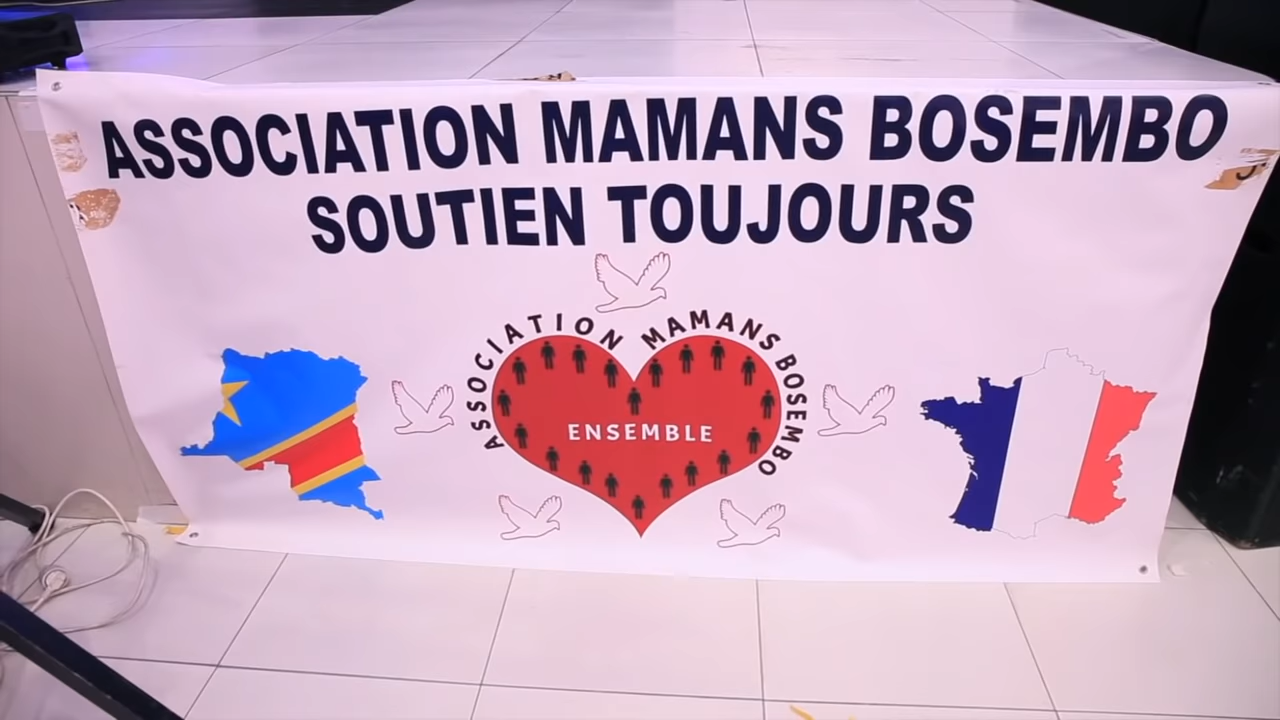 ASSOCIATION MAMANS BOSEMBO
SOUTIEN TOUJOURS
ASSOCIATION MAMANS BOSEMBO
ENSEMBLE